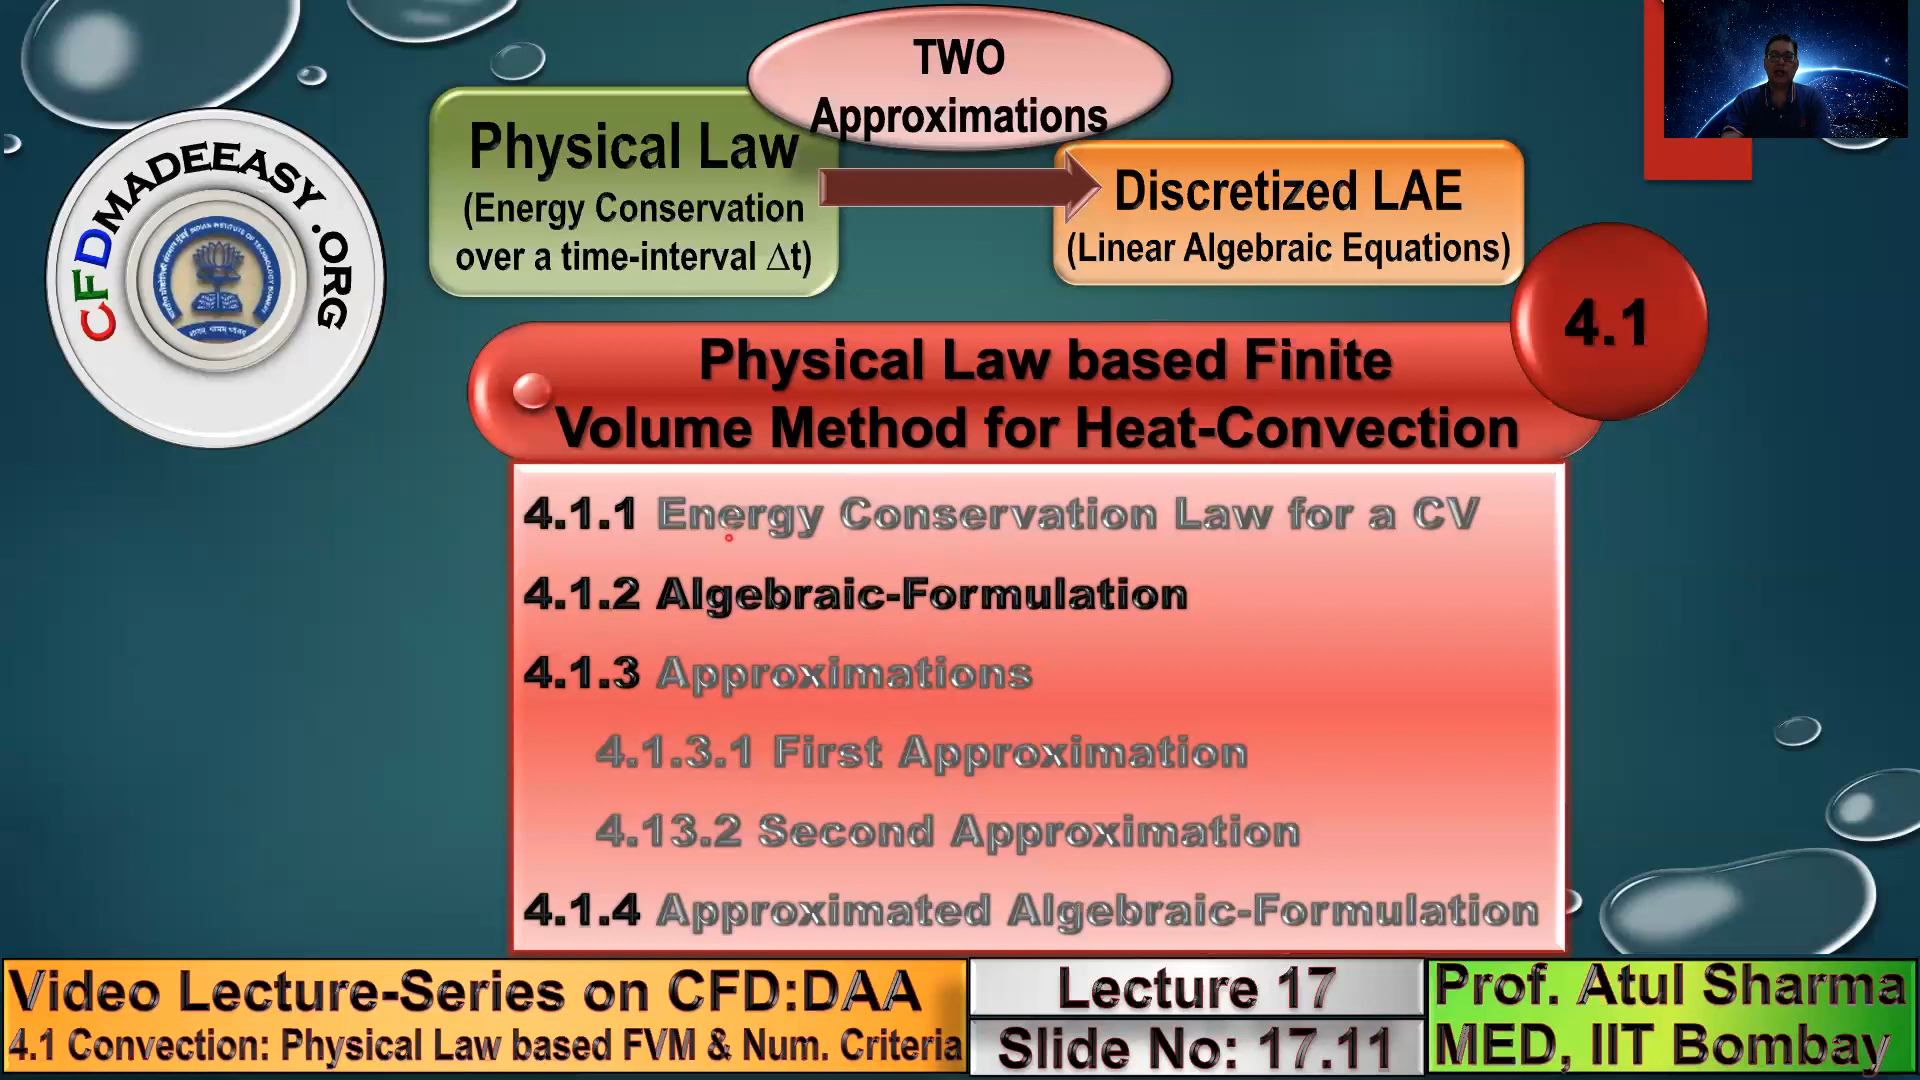 TWO
Approximations
Physical Law
(Energy Conservation
over a time-interval Δt)
Discretized LAE
(Linear Algebraic Equations)
CFDMADEEASY.ORG
4.1
Physical Law based Finite
Volume Method for Heat-Convection
4.1.1 Energy Conservation Law for a CV
4.1.2 Algebraic-Formulation
4.1.3 Approximations
4.1.3.1 First Approximation
4.13.2 Second Approximation
4.1.4 Approximated Algebraic-Formulation
Video Lecture-Series on CFD:DAA
4.1 Convection: Physical Law based FVM & Num. Criteria
Lecture 17
Slide No: 17.11
Prof. Atul Sharma
MED, IIT Bombay